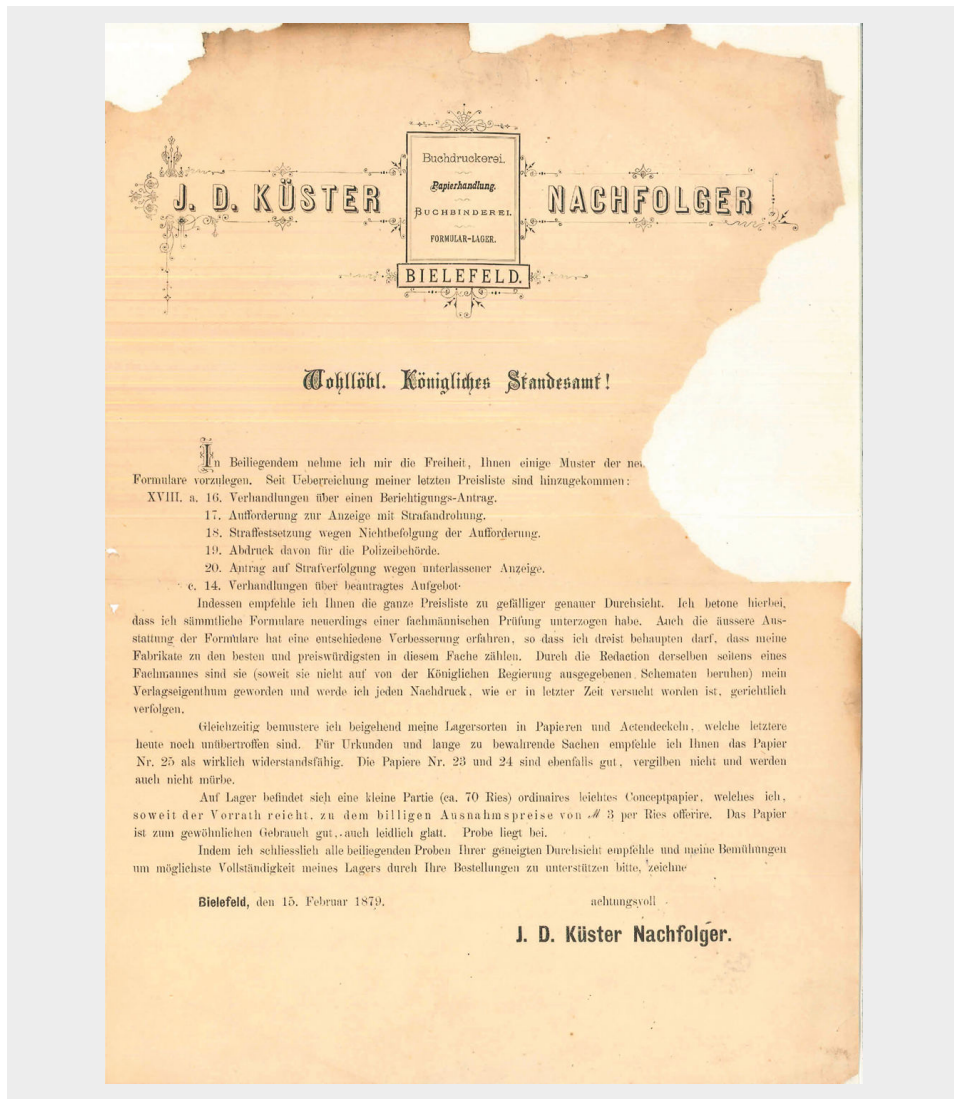 Buchdruckerei.
Papierhandlung.
BUCHBINDEREI.
FORMULAR-LAGER.
J. D. KÜSTER NACHFOLGER
BIELEFELD.
Wohllöbl. Königliches Standesamt!
In Beiliegendem nehme ich mir die Freiheit, Ihnen einige Muster der
Formulare vorzulegen. Seit Ueberreichung meiner letzten Preisliste sind hinzugekommen:
XVIII. a. 16. Verhandlungen über einen Berichtigungs-Antrag.
17. Aufforderung zur Anzeige mit Strafandrohung.
18. Straffestsetzung wegen Nichtbefolgung der Aufforderung.
19. Abdruck davon für die Polizeibehörde.
20. Antrag auf Strafverfolgung wegen unterlassener Anzeige.
c. 14. Verhandlungen über beantragtes Aufgebot.
Indessen empfehle ich Ihnen die ganze Preisliste zu gefälliger genauer Durchsicht. Ich betone hierbei,
dass ich sämmtliche Formulare neuerdings einer fachmännischen Prüfung unterzogen habe. Auch die äussere Aus-
stattung der Formulare hat eine entschiedene Verbesserung erfahren, so dass ich dreist behaupten darf, dass meine
Fabrikate zu den besten und preiswürdigsten in diesem Fache zählen. Durch die Redaction derselben seitens eines
Fachmannes sind sie (soweit sie nicht auf von der Königlichen Regierung ausgegebenen Schematen beruhen) mein
Verlagseigenthum geworden und werde ich jeden Nachdruck, wie er in letzter Zeit versucht worden ist, gerichtlich
verfolgen.
Gleichzeitig bemustere ich beigehend meine Lagersorten in Papieren und Actendeckeln, welche letztere
heute noch unübertroffen sind. Für Urkunden und lange zu bewahrende Sachen empfehle ich Ihnen das Papier
Nr. 25 als wirklich widerstandsfähig. Die Papiere Nr. 23 und 24 sind ebenfalls gut, vergilben nicht und werden
auch nicht mürbe.
Auf Lager befindet sich eine kleine Partie (ca. 70 Ries) ordinaires leichtes Conceptpapier, welches ich,
soweit der Vorrath reicht, zu dem billigen Ausnahmspreise von M 3 per Ries offerire. Das Papier
ist zum gewöhnlichen Gebrauch gut, auch leidlich glatt. Probe liegt bei.
Indem ich schliesslich alle beiliegenden Proben Ihrer geneigten Durchsicht empfehle und meine Bemühungen
um möglichste Vollständigkeit meines Lagers durch Ihre Bestellungen zu unterstützen bitte, zeichne
Bielefeld, den 15. Februar 1879. achtungsvoll
J. D. Küster Nachfolger.